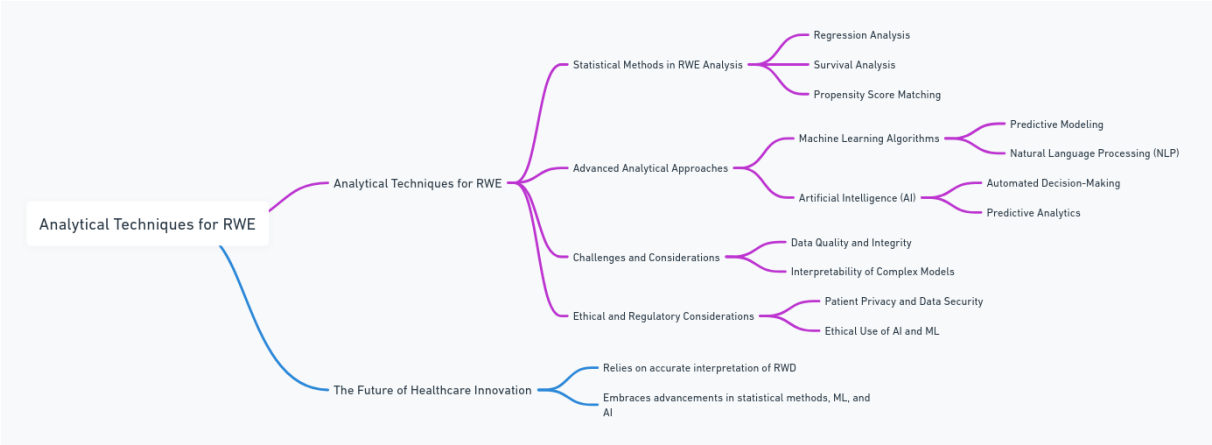 Analytical Techniques for RWE
Analytical Techniques for RWE
Statistical Methods in RWE Analysis
Regression Analysis
Survival Analysis
Propensity Score Matching
Advanced Analytical Approaches
Machine Learning Algorithms
Predictive Modeling
Natural Language Processing (NLP)
Artificial Intelligence (AI)
Automated Decision-Making
Predictive Analytics
Challenges and Considerations
Data Quality and Integrity
Interpretability of Complex Models
Ethical and Regulatory Considerations
Patient Privacy and Data Security
Ethical Use of AI and ML
The Future of Healthcare Innovation
Relies on accurate interpretation of RWD
Embraces advancements in statistical methods, ML, and
AI